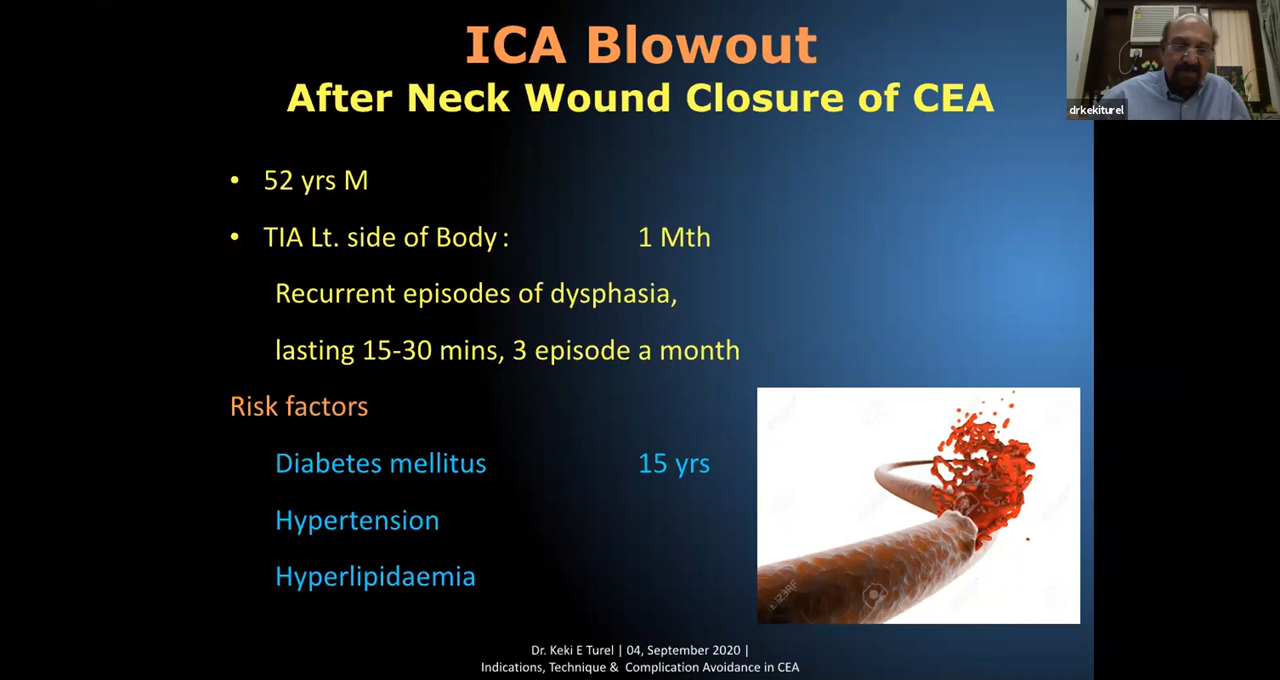 ICA Blowout
After Neck Wound Closure of CEA
drkekiturel
• 52 yrs M
• TIA Lt. side of Body : 1 Mth
Recurrent episodes of dysphasia,
lasting 15-30 mins, 3 episode a month
Risk factors
Diabetes mellitus 15 yrs
Hypertension
Hyperlipidaemia
123RF
Dr. Keki E Turel | 04, September 2020 |
Indications, Technique & Complication Avoidance in CEA